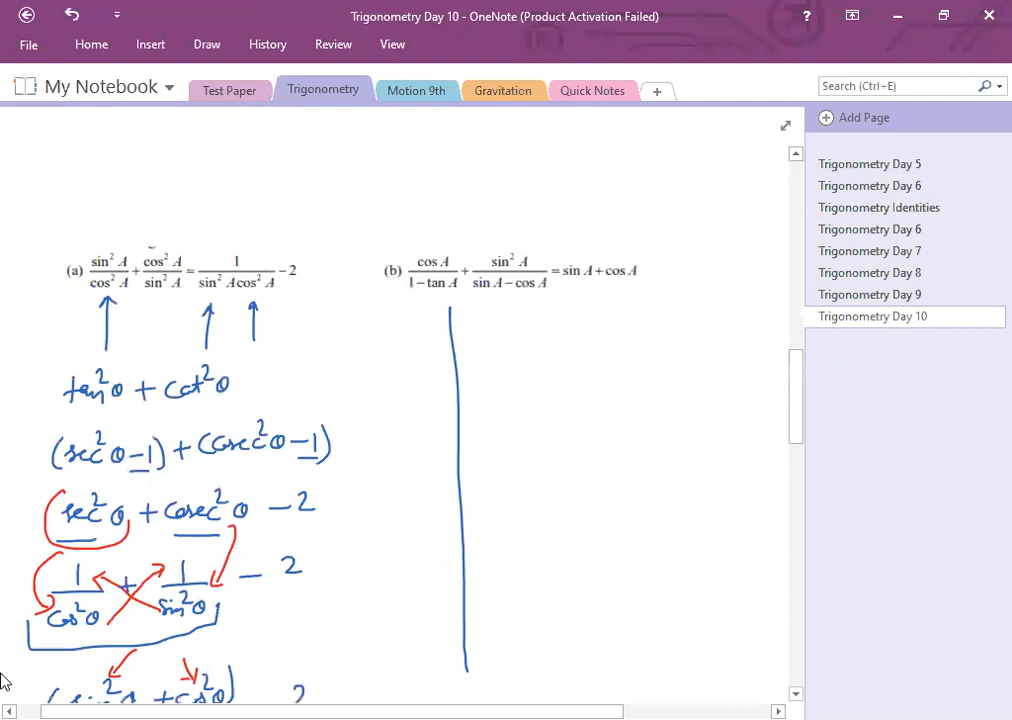 Trigonometry Day 10 - OneNote (Product Activation Failed)
?
File Home Insert Draw History Review View
My Notebook Test Paper Trigonometry Motion 9th Gravitation Quick Notes +
Search (Ctrl+E)
Add Page
Trigonometry Day 5
Trigonometry Day 6
Trigonometry Identities
Trigonometry Day 6
Trigonometry Day 7
Trigonometry Day 8
Trigonometry Day 9
Trigonometry Day 10
(a) sin² A / cos² A + cos² A / sin² A = 1 / sin² A cos² A − 2
(b) cos A / 1 − tan A + sin² A / sin A − cos A = sin A + cos A
tan²θ + cot²θ
(sec²θ - 1) + (cosec²θ - 1)
sec²θ + cosec²θ - 2
1 / cos²θ + 1 / sin²θ - 2